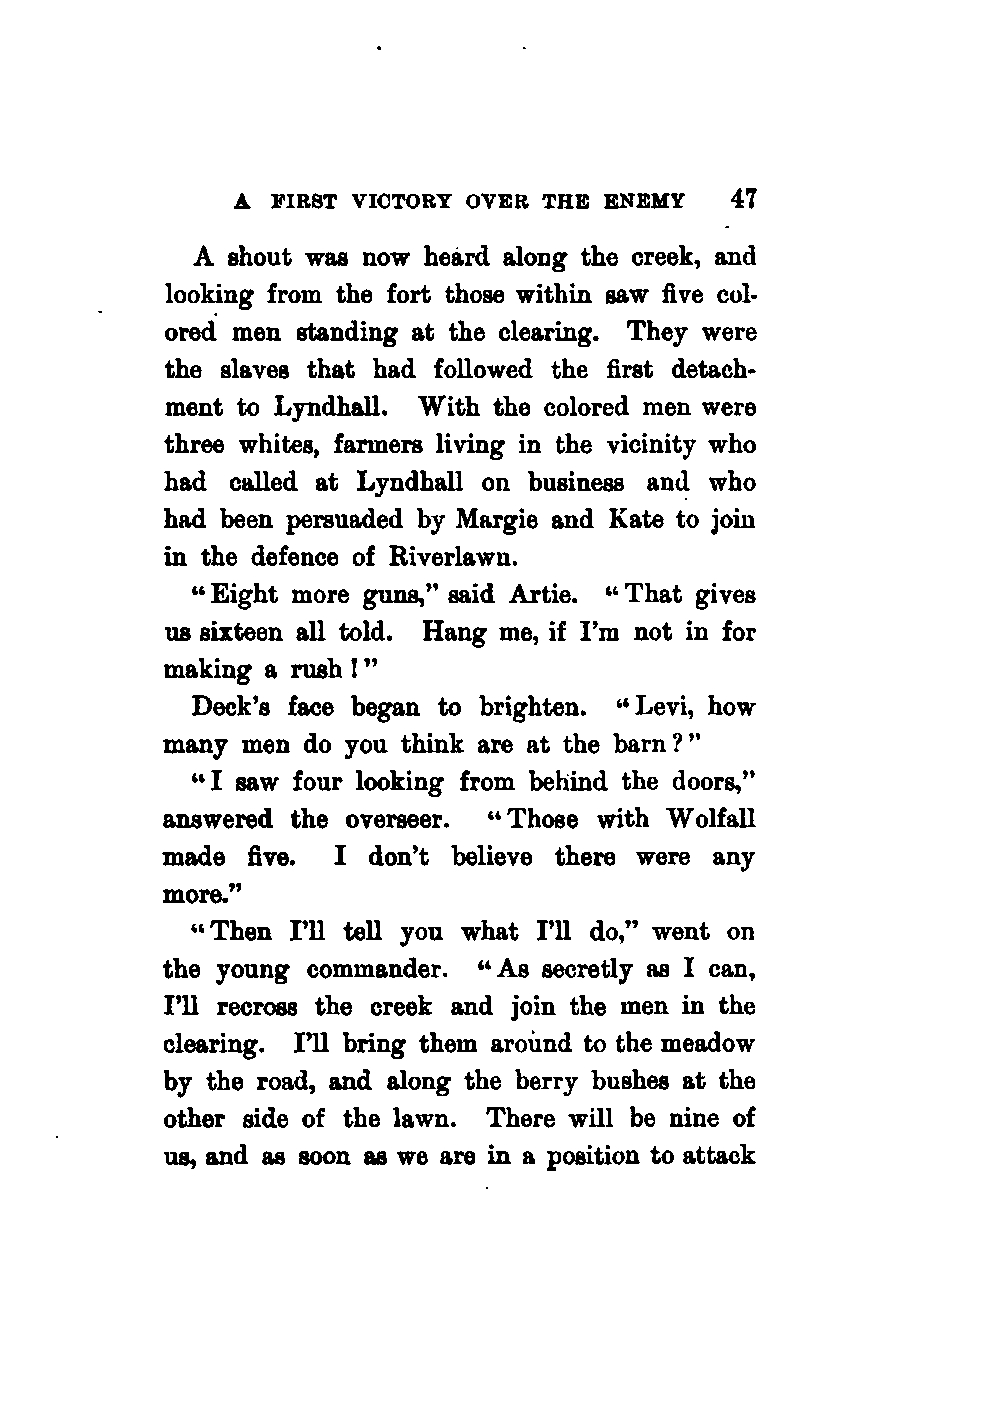 A FIRST VICTORY OVER THE ENEMY 47
A shout was now heard along the creek, and
looking from the fort those within saw five col-
ored men standing at the clearing. They were
the slaves that had followed the first detach-
ment to Lyndhall. With the colored men were
three whites, farmers living in the vicinity who
had called at Lyndhall on business and who
had been persuaded by Margie and Kate to join
in the defence of Riverlawn.
“Eight more guns,” said Artie. “That gives
us sixteen all told. Hang me, if I’m not in for
making a rush!”
Deck’s face began to brighten. “Levi, how
many men do you think are at the barn?”
“I saw four looking from behind the doors,”
answered the overseer. “Those with Wolfall
made five. I don’t believe there were any
more.”
“Then I’ll tell you what I’ll do,” went on
the young commander. “As secretly as I can,
I’ll recross the creek and join the men in the
clearing. I’ll bring them around to the meadow
by the road, and along the berry bushes at the
other side of the lawn. There will be nine of
us, and as soon as we are in a position to attack